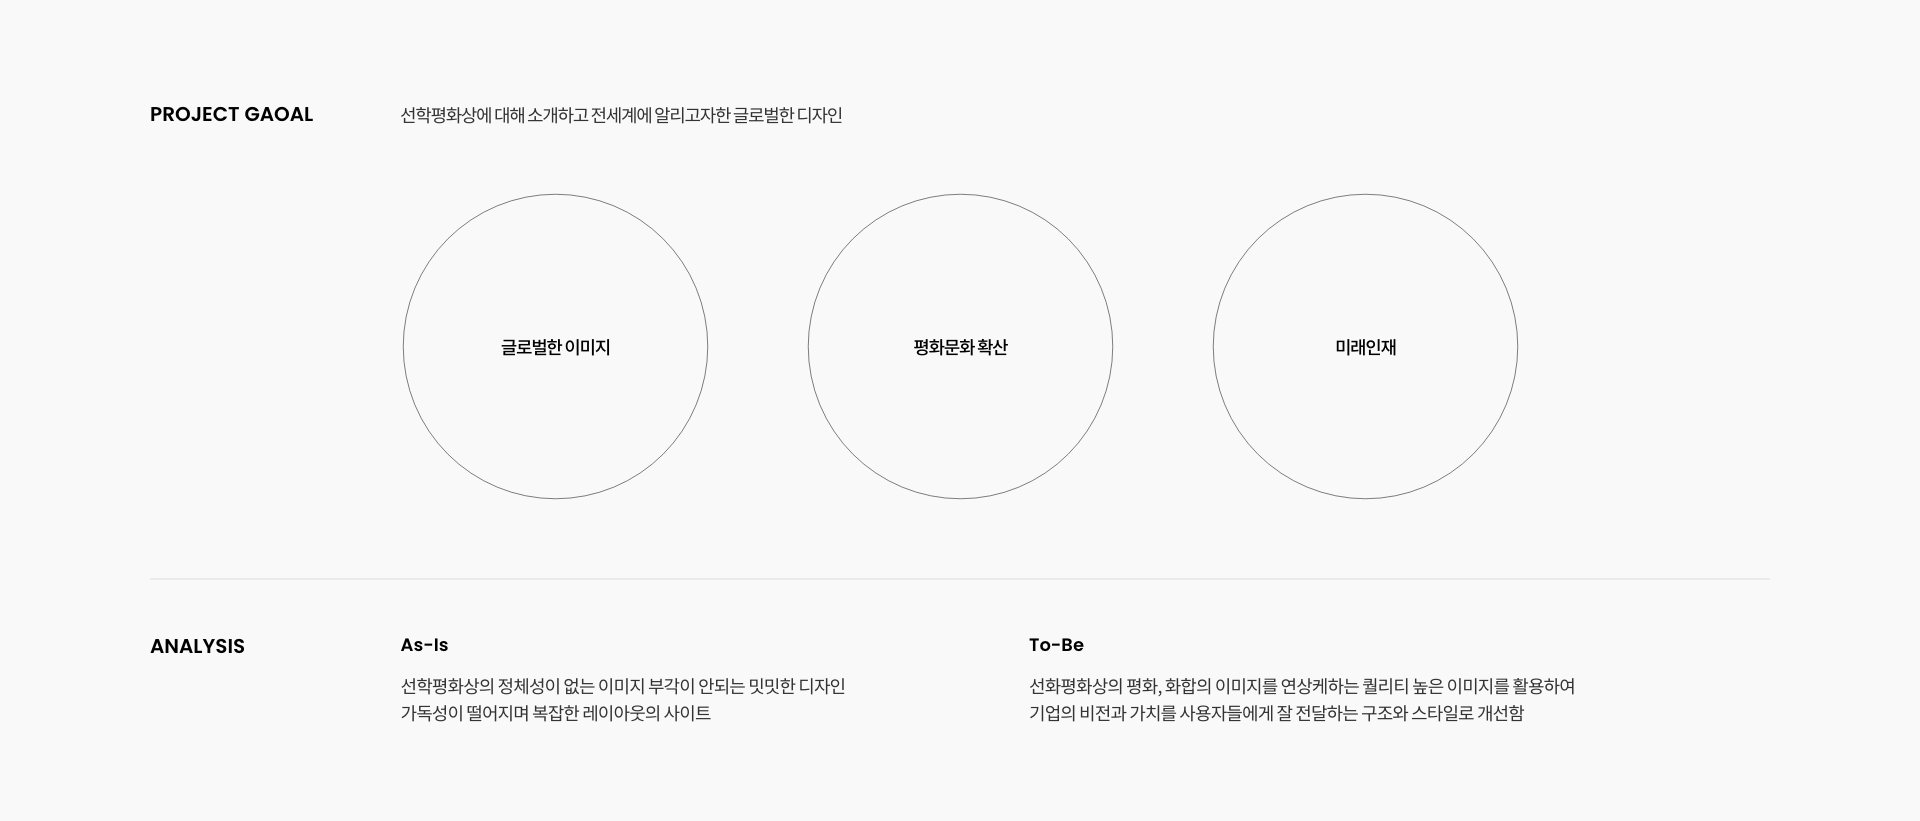 PROJECT GAOAL
선학평화상에 대해 소개하고 전세계에 알리고자한 글로벌한 디자인
글로벌한 이미지
평화문화 확산
미래인재
ANALYSIS
As-Is
선학평화상의 정체성이 없는 이미지 부각이 안되는 밋밋한 디자인
가독성이 떨어지며 복잡한 레이아웃의 사이트
To-Be
선화평화상의 평화, 화합의 이미지를 연상케하는 퀄리티 높은 이미지를 활용하여
기업의 비전과 가치를 사용자들에게 잘 전달하는 구조와 스타일로 개선함